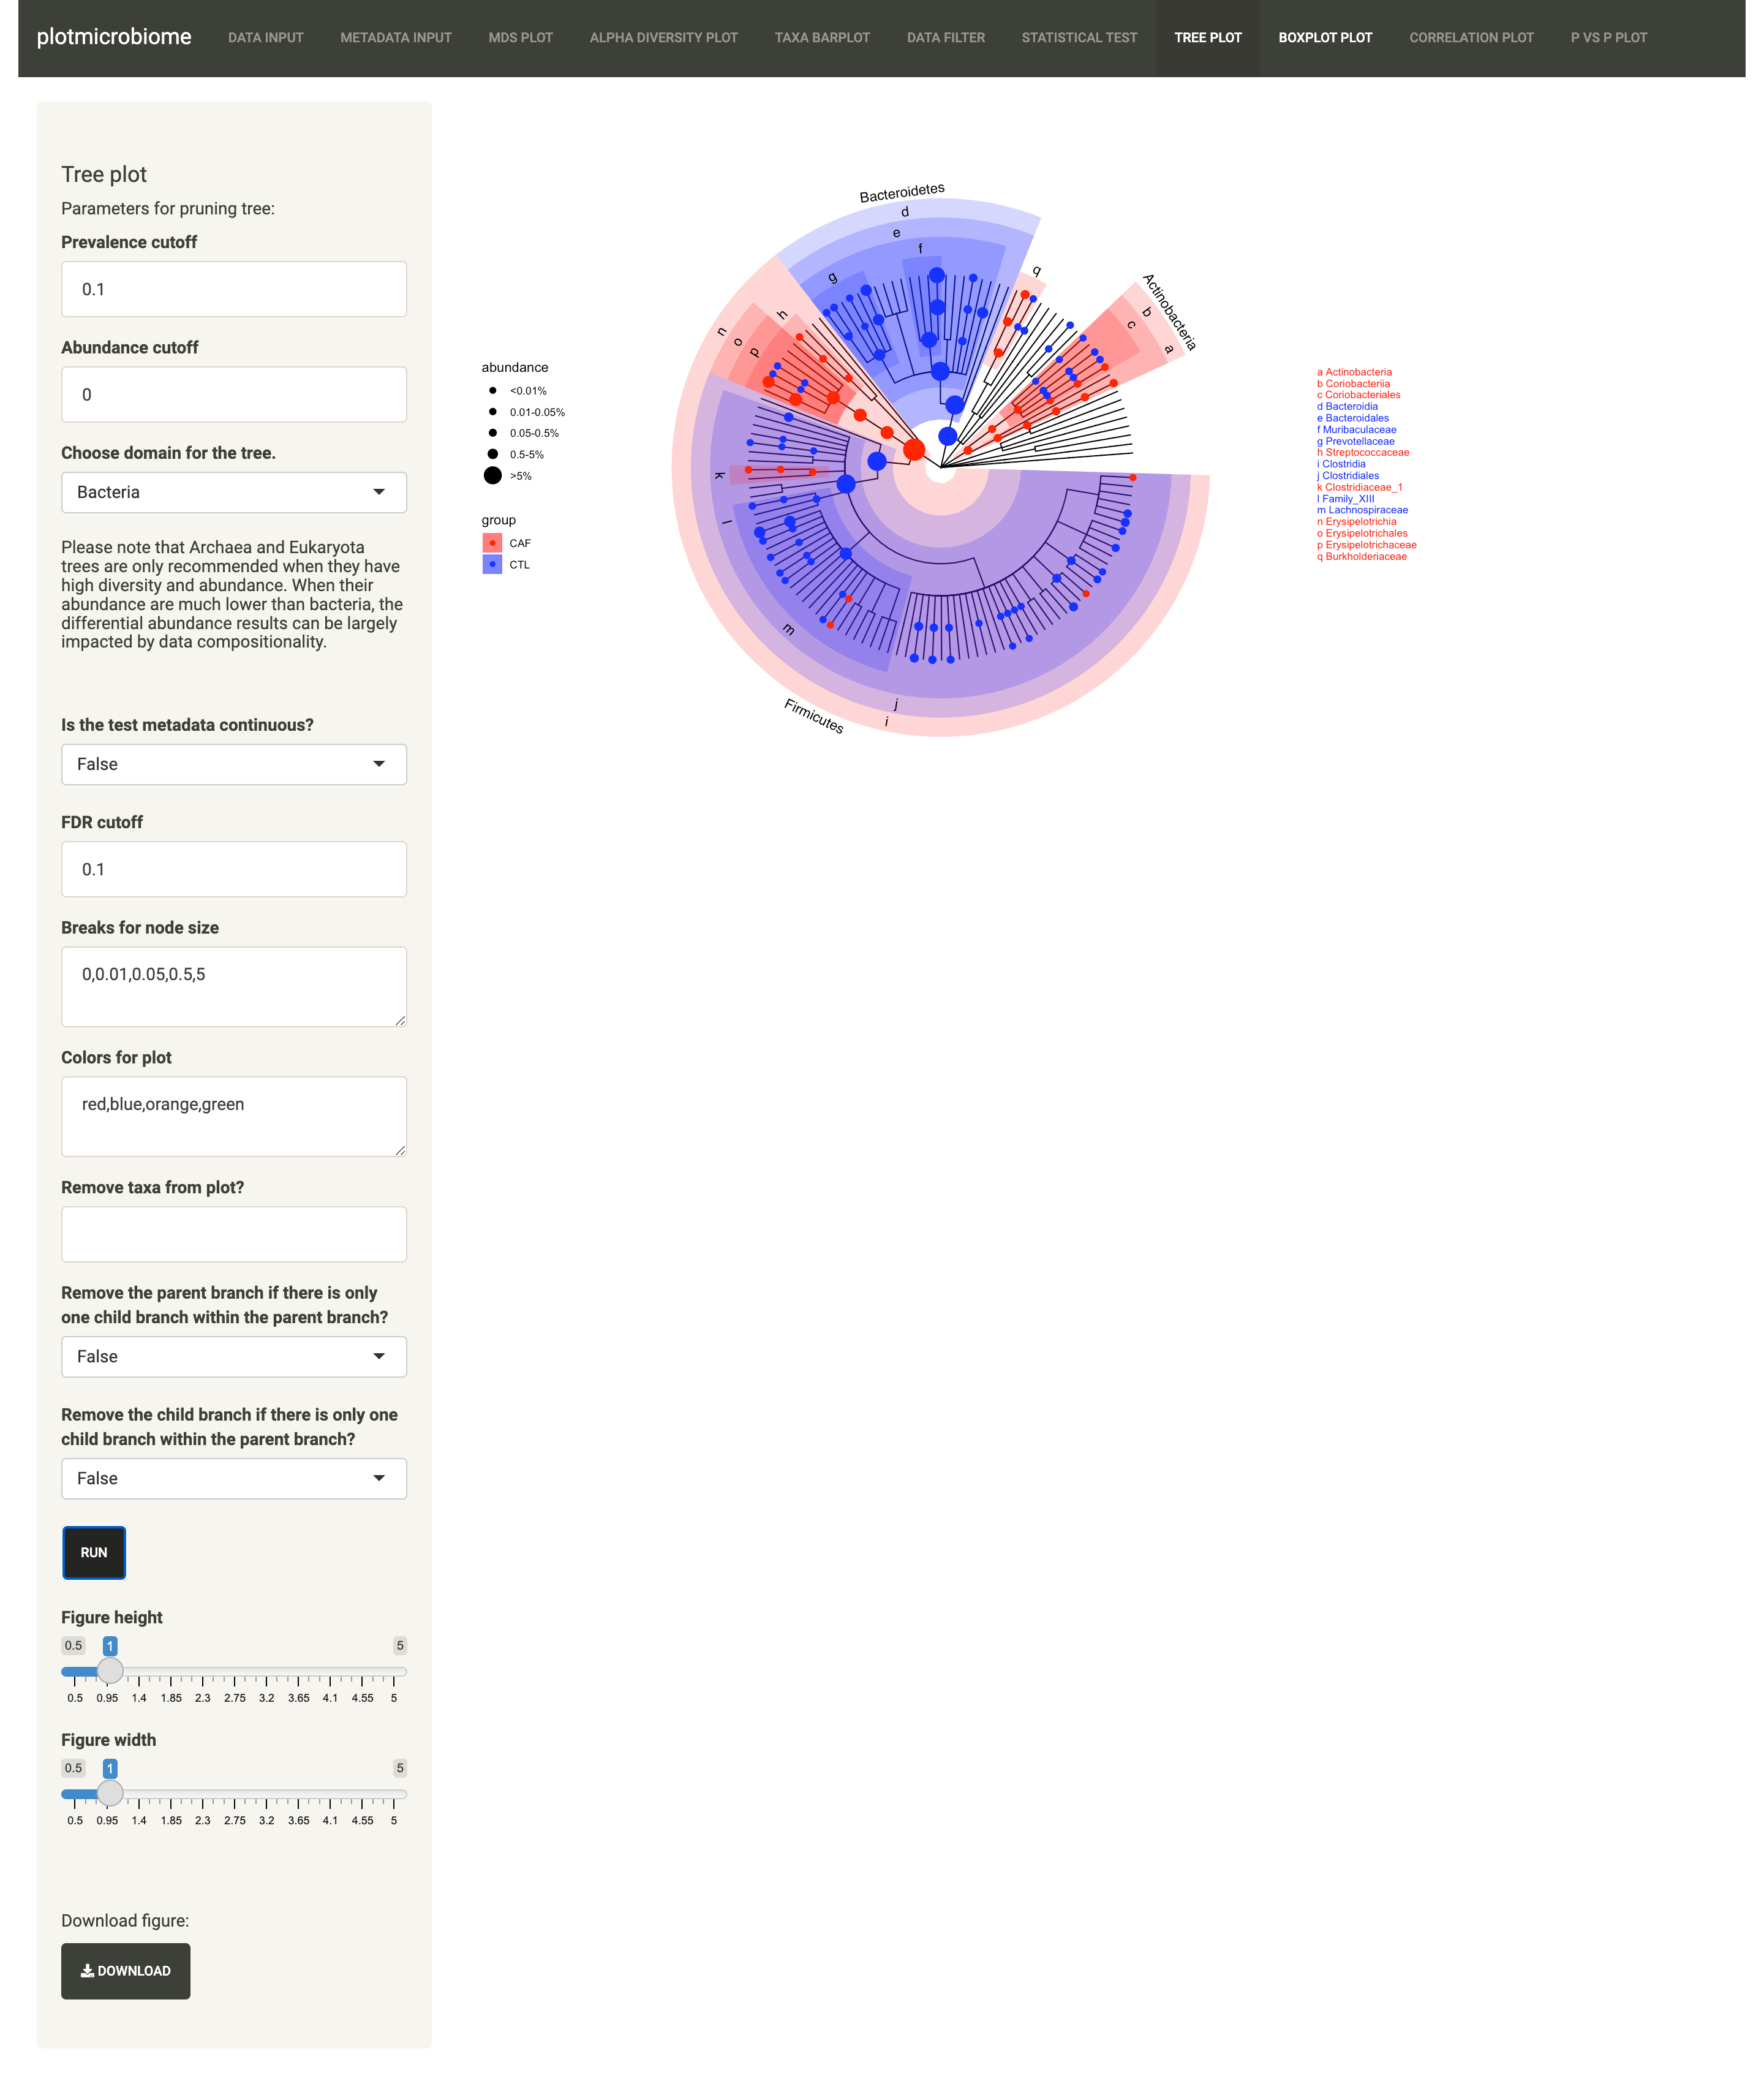 plotmicrobiome DATA INPUT METADATA INPUT MDS PLOT ALPHA DIVERSITY PLOT TAXA BARPLOT DATA FILTER STATISTICAL TEST TREE PLOT BOXPLOT PLOT CORRELATION PLOT P VS P PLOT
Tree plot
Parameters for pruning tree:
Prevalence cutoff
0.1
Abundance cutoff
0
Choose domain for the tree.
Bacteria
Please note that Archaea and Eukaryota
trees are only recommended when they have
high diversity and abundance. When their
abundance are much lower than bacteria, the
differential abundance results can be largely
impacted by data compositionality.
Is the test metadata continuous?
False
FDR cutoff
0.1
Breaks for node size
0,0.01,0.05,0.5,5
Colors for plot
red,blue,orange,green
Remove taxa from plot?
Remove the parent branch if there is only
one child branch within the parent branch?
False
Remove the child branch if there is only one
child branch within the parent branch?
False
RUN
Figure height
0.5 1 5
0.5 0.95 1.4 1.85 2.3 2.75 3.2 3.65 4.1 4.55 5
Figure width
0.5 1 5
0.5 0.95 1.4 1.85 2.3 2.75 3.2 3.65 4.1 4.55 5
Download figure:
DOWNLOAD
abundance
<0.01%
0.01-0.05%
0.05-0.5%
0.5-5%
>5%
group
CAF
CTL
Bacteroidetes
d
e
f
g
q
Actinobacteria
b
c
a
h
n
o
p
k
l
m
j
i
Firmicutes
a Actinobacteria
b Coriobacteriia
c Coriobacteriales
d Bacteroidia
e Bacteroidales
f Muribaculaceae
g Prevotellaceae
h Streptococcaceae
i Clostridia
j Clostridiales
k Clostridiaceae_1
l Family_XIII
m Lachnospiraceae
n Erysipelotrichia
o Erysipelotrichales
p Erysipelotrichaceae
q Burkholderiaceae